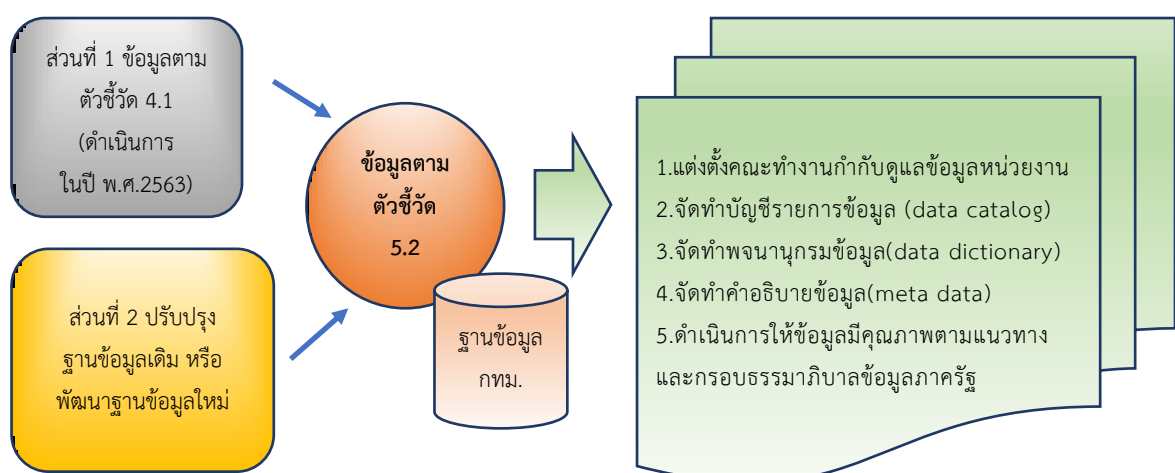 ส่วนที่ 1 ข้อมูลตาม
ตัวชี้วัด 4.1
(ดำเนินการ
ในปี พ.ศ.2563)
ส่วนที่ 2 ปรับปรุง
ฐานข้อมูลเดิม หรือ
พัฒนาฐานข้อมูลใหม่
ข้อมูลตาม
ตัวชี้วัด
5.2
ฐานข้อมูล
กทม.
1.แต่งตั้งคณะทำงานกำกับดูแลข้อมูลหน่วยงาน
2.จัดทำบัญชีรายการข้อมูล (data catalog)
3.จัดทำพจนานุกรมข้อมูล(data dictionary)
4.จัดทำคำอธิบายข้อมูล(meta data)
5.ดำเนินการให้ข้อมูลมีคุณภาพตามแนวทาง
และกรอบธรรมาภิบาลข้อมูลภาครัฐ